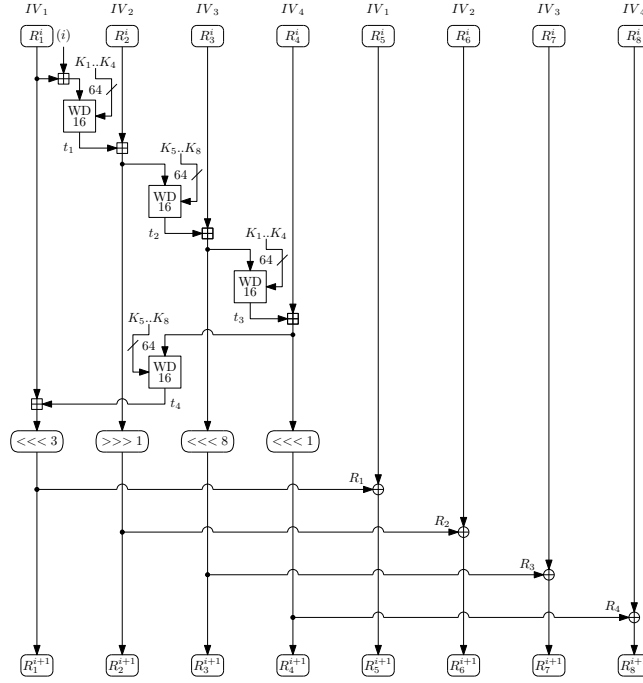 IV₁ IV₂ IV₃ IV₄ IV₁ IV₂ IV₃ IV₄
R₁ⁱ (i) R₂ⁱ R₃ⁱ R₄ⁱ R₅ⁱ R₆ⁱ R₇ⁱ R₈ⁱ
K₁..K₄
64
WD
16
t₁
K₅..K₈
64
WD
16
t₂
K₁..K₄
64
WD
16
t₃
K₅..K₈
64
WD
16
t₄
<<< 3 >>> 1 <<< 8 <<< 1
R₁
R₂
R₃
R₄
R₁ⁱ⁺¹ R₂ⁱ⁺¹ R₃ⁱ⁺¹ R₄ⁱ⁺¹ R₅ⁱ⁺¹ R₆ⁱ⁺¹ R₇ⁱ⁺¹ R₈ⁱ⁺¹